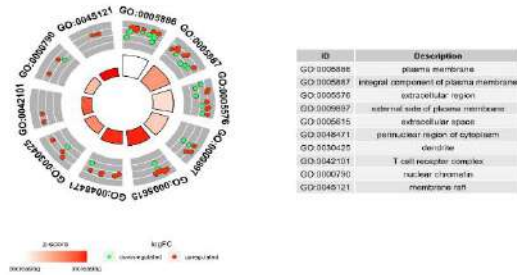 GO:0005886
GO:0005887
GO:0005576
GO:0009897
GO:0005615
GO:0048471
GO:0030425
GO:0042101
GO:0000790
GO:0045121
z-score
decreasing
increasing
logFC
downregulated
upregulated
ID Description
GO:0005886 plasma membrane
GO:0005887 integral component of plasma membrane
GO:0005576 extracellular region
GO:0009897 external side of plasma membrane
GO:0005615 extracellular space
GO:0048471 perinuclear region of cytoplasm
GO:0030425 dendrite
GO:0042101 T cell receptor complex
GO:0000790 nuclear chromatin
GO:0045121 membrane raft